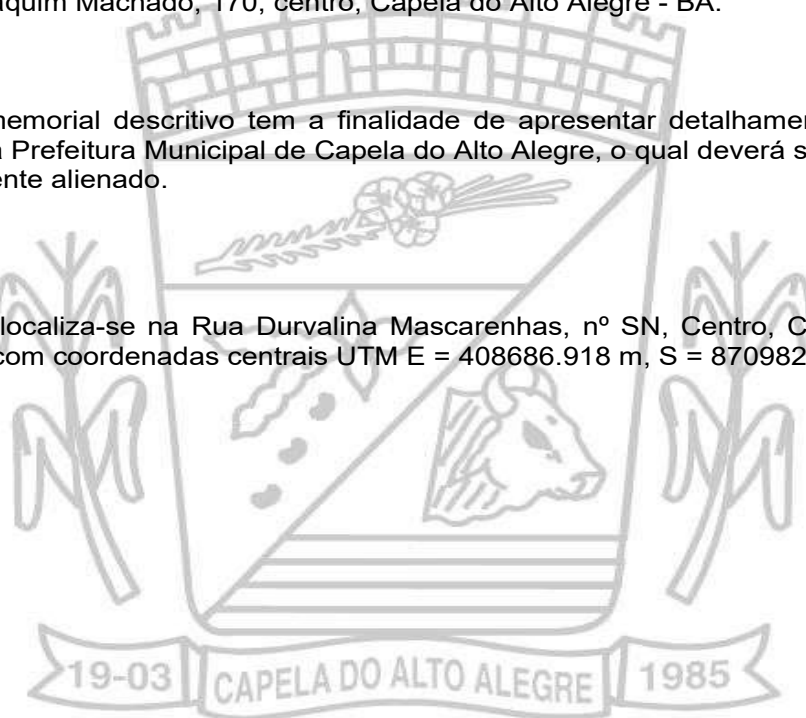 aquim Machado, 170, centro, Capela do Alto Alegre - BA.
memorial descritivo tem a finalidade de apresentar detalhamen
a Prefeitura Municipal de Capela do Alto Alegre, o qual deverá s
ente alienado.
localiza-se na Rua Durvalina Mascarenhas, nº SN, Centro, C
com coordenadas centrais UTM E = 408686.918 m, S = 870982
19-03 CAPELA DO ALTO ALEGRE 1985